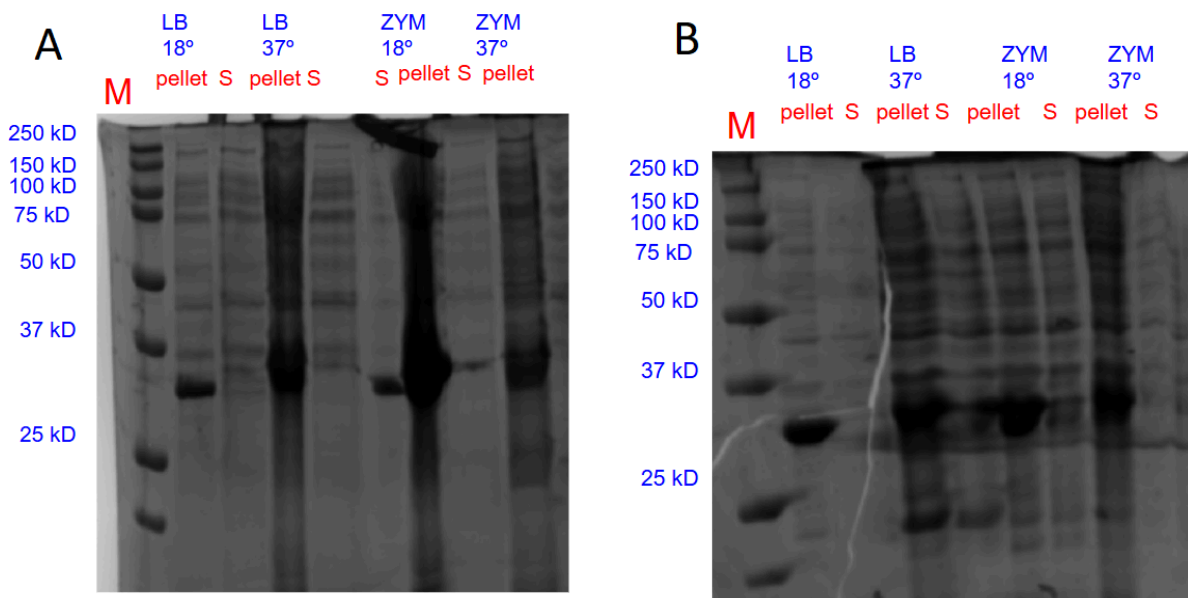 A
LB LB ZYM ZYM
18º 37º 18º 37º
M pellet S pellet S S pellet S pellet
250 kD
150 kD
100 kD
75 kD
50 kD
37 kD
25 kD
B
LB LB ZYM ZYM
18º 37º 18º 37º
M pellet S pellet S pellet S pellet S
250 kD
150 kD
100 kD
75 kD
50 kD
37 kD
25 kD